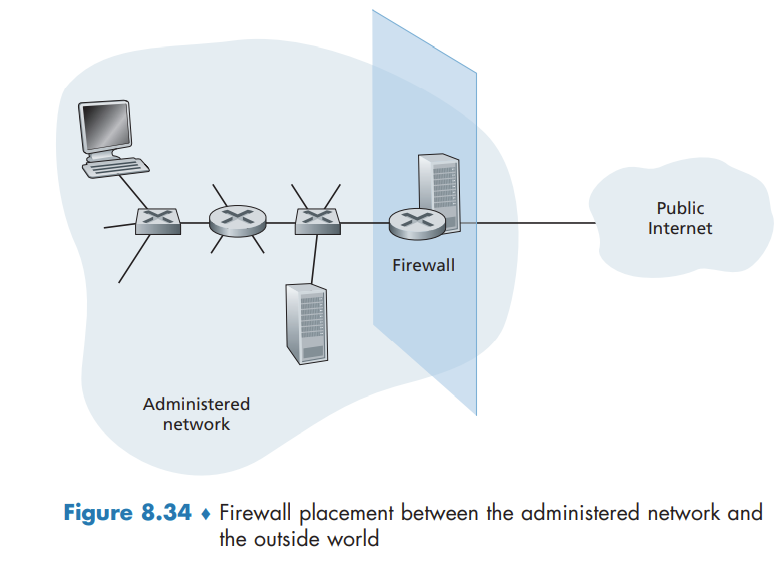 Public
Internet
Firewall
Administered
network
Figure 8.34 ♦ Firewall placement between the administered network and
the outside world